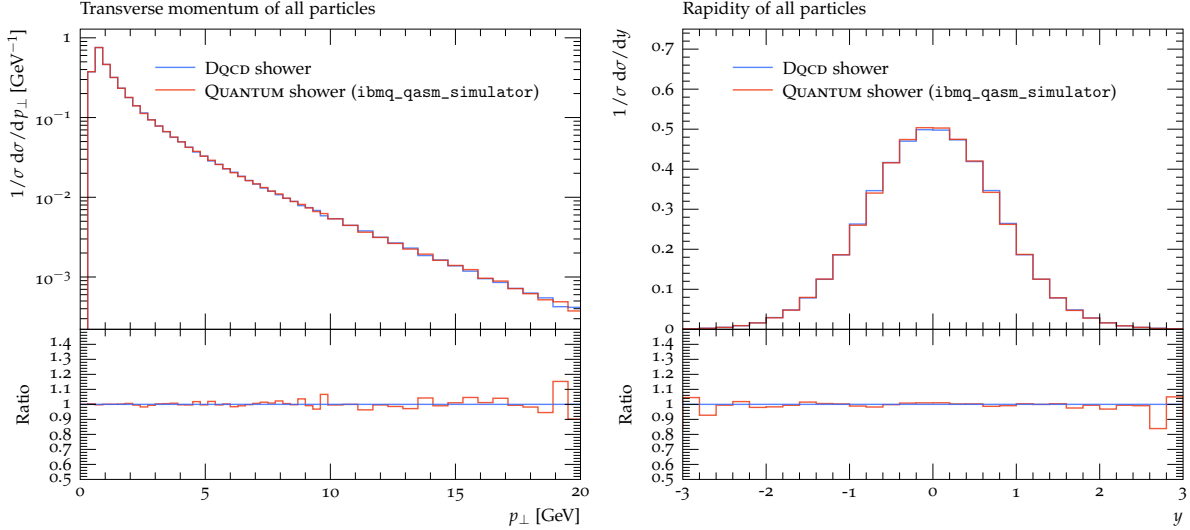 Transverse momentum of all particles
1/σ dσ/dp⊥ [GeV⁻¹]
1
10⁻¹
10⁻²
10⁻³
DQCD shower
QUANTUM shower (ibmq_qasm_simulator)
Ratio
1.4
1.3
1.2
1.1
1
0.9
0.8
0.7
0.6
0.5
0 5 10 15 20
p⊥ [GeV]
Rapidity of all particles
1/σ dσ/dy
0.7
0.6
0.5
0.4
0.3
0.2
0.1
0
DQCD shower
QUANTUM shower (ibmq_qasm_simulator)
Ratio
1.4
1.3
1.2
1.1
1
0.9
0.8
0.7
0.6
0.5
-3 -2 -1 0 1 2 3
y